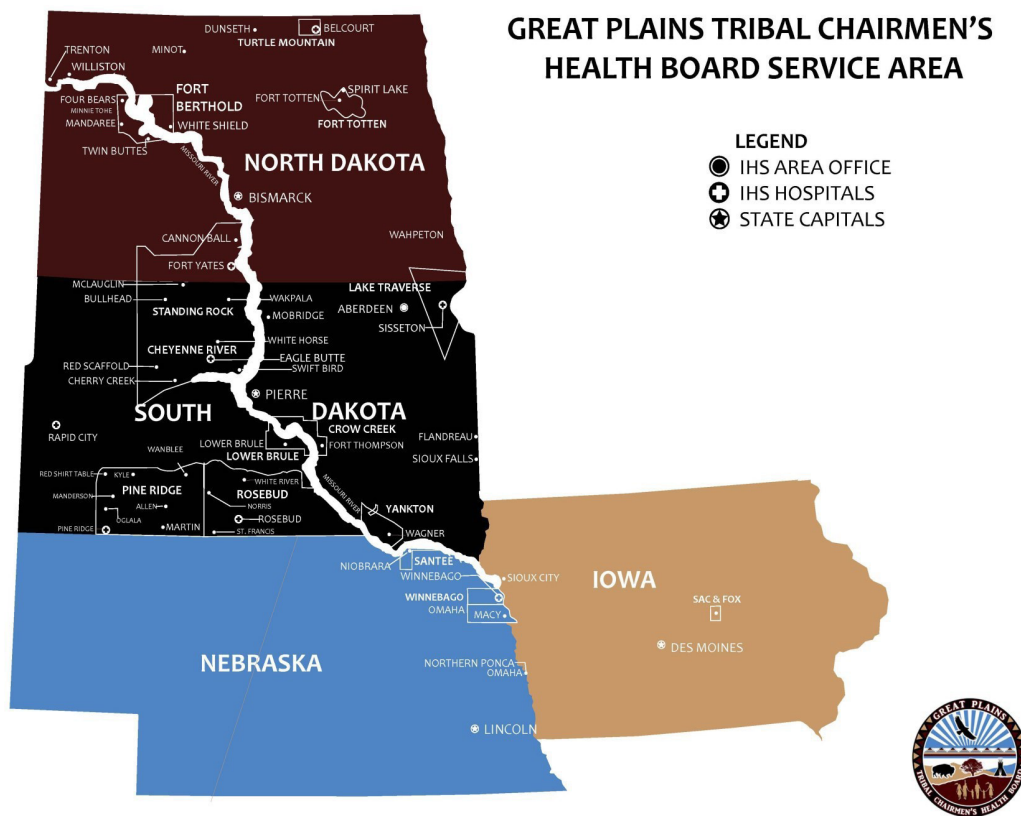 GREAT PLAINS TRIBAL CHAIRMEN'S
HEALTH BOARD SERVICE AREA
LEGEND
IHS AREA OFFICE
IHS HOSPITALS
STATE CAPITALS
DUNSETH
BELCOURT
TURTLE MOUNTAIN
TRENTON
MINOT
WILLISTON
FOUR BEARS
MINNIE TOHE
MANDAREE
FORT
BERTHOLD
WHITE SHIELD
TWIN BUTTES
SPIRIT LAKE
FORT TOTTEN
FORT TOTTEN
MISSOURI RIVER
NORTH DAKOTA
BISMARCK
CANNON BALL
WAHPETON
FORT YATES
MCLAUGLIN
BULLHEAD
WAKPALA
STANDING ROCK
MOBRIDGE
LAKE TRAVERSE
ABERDEEN
SISSETON
WHITE HORSE
CHEYENNE RIVER
EAGLE BUTTE
RED SCAFFOLD
SWIFT BIRD
CHERRY CREEK
PIERRE
SOUTH
DAKOTA
CROW CREEK
RAPID CITY
LOWER BRULE
FORT THOMPSON
LOWER BRULE
FLANDREAU
SIOUX FALLS
WANBLEE
RED SHIRT TABLE
KYLE
WHITE RIVER
MISSOURI RIVER
MANDERSON
PINE RIDGE
ROSEBUD
ALLEN
NORRIS
OGLALA
PINE RIDGE
MARTIN
ROSEBUD
ST. FRANCIS
YANKTON
WAGNER
NIOBRARA
SANTEE
WINNEBAGO
SIOUX CITY
WINNEBAGO
OMAHA
MACY
IOWA
SAC & FOX
DES MOINES
NEBRASKA
NORTHERN PONCA
OMAHA
LINCOLN
GREAT PLAINS
TRIBAL CHAIRMEN'S HEALTH BOARD